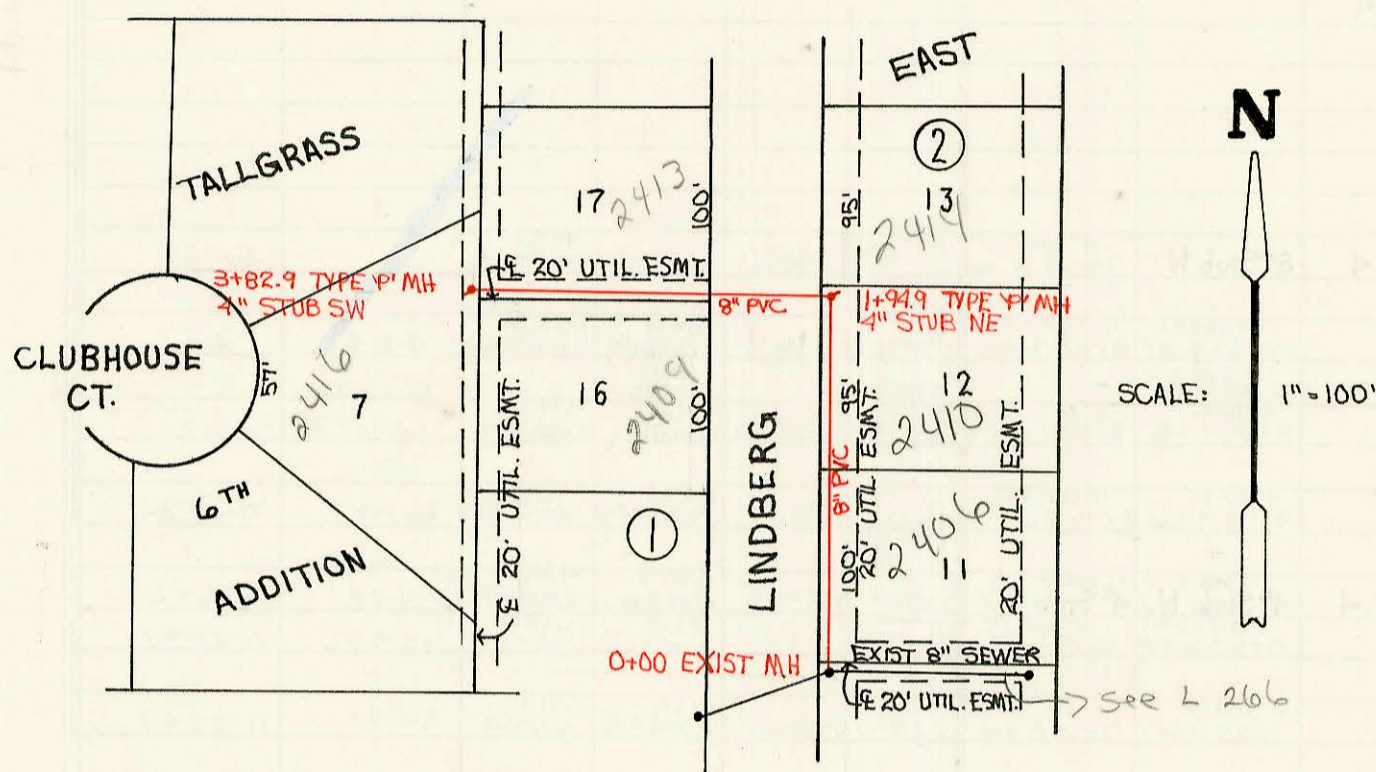 EAST
N
TALLGRASS
2
17
2413
100'
95'
13
2414
℄ 20' UTIL. ESMT.
3+82.9 TYPE "P" MH
4" STUB SW
8" PVC
1+94.9 TYPE "P" MH
4" STUB NE
CLUBHOUSE
CT.
57'
2416
7
16
2409
100'
LINDBERG
8" PVC
95'
12
2410
SCALE: 1"=100'
℄ 20' UTIL. ESMT.
20' UTIL ESMT.
20' UTIL. ESMT.
6TH
ADDITION
1
100'
2406
11
0+00 EXIST MH
EXIST 8" SEWER
℄ 20' UTIL. ESMT.
See L 266